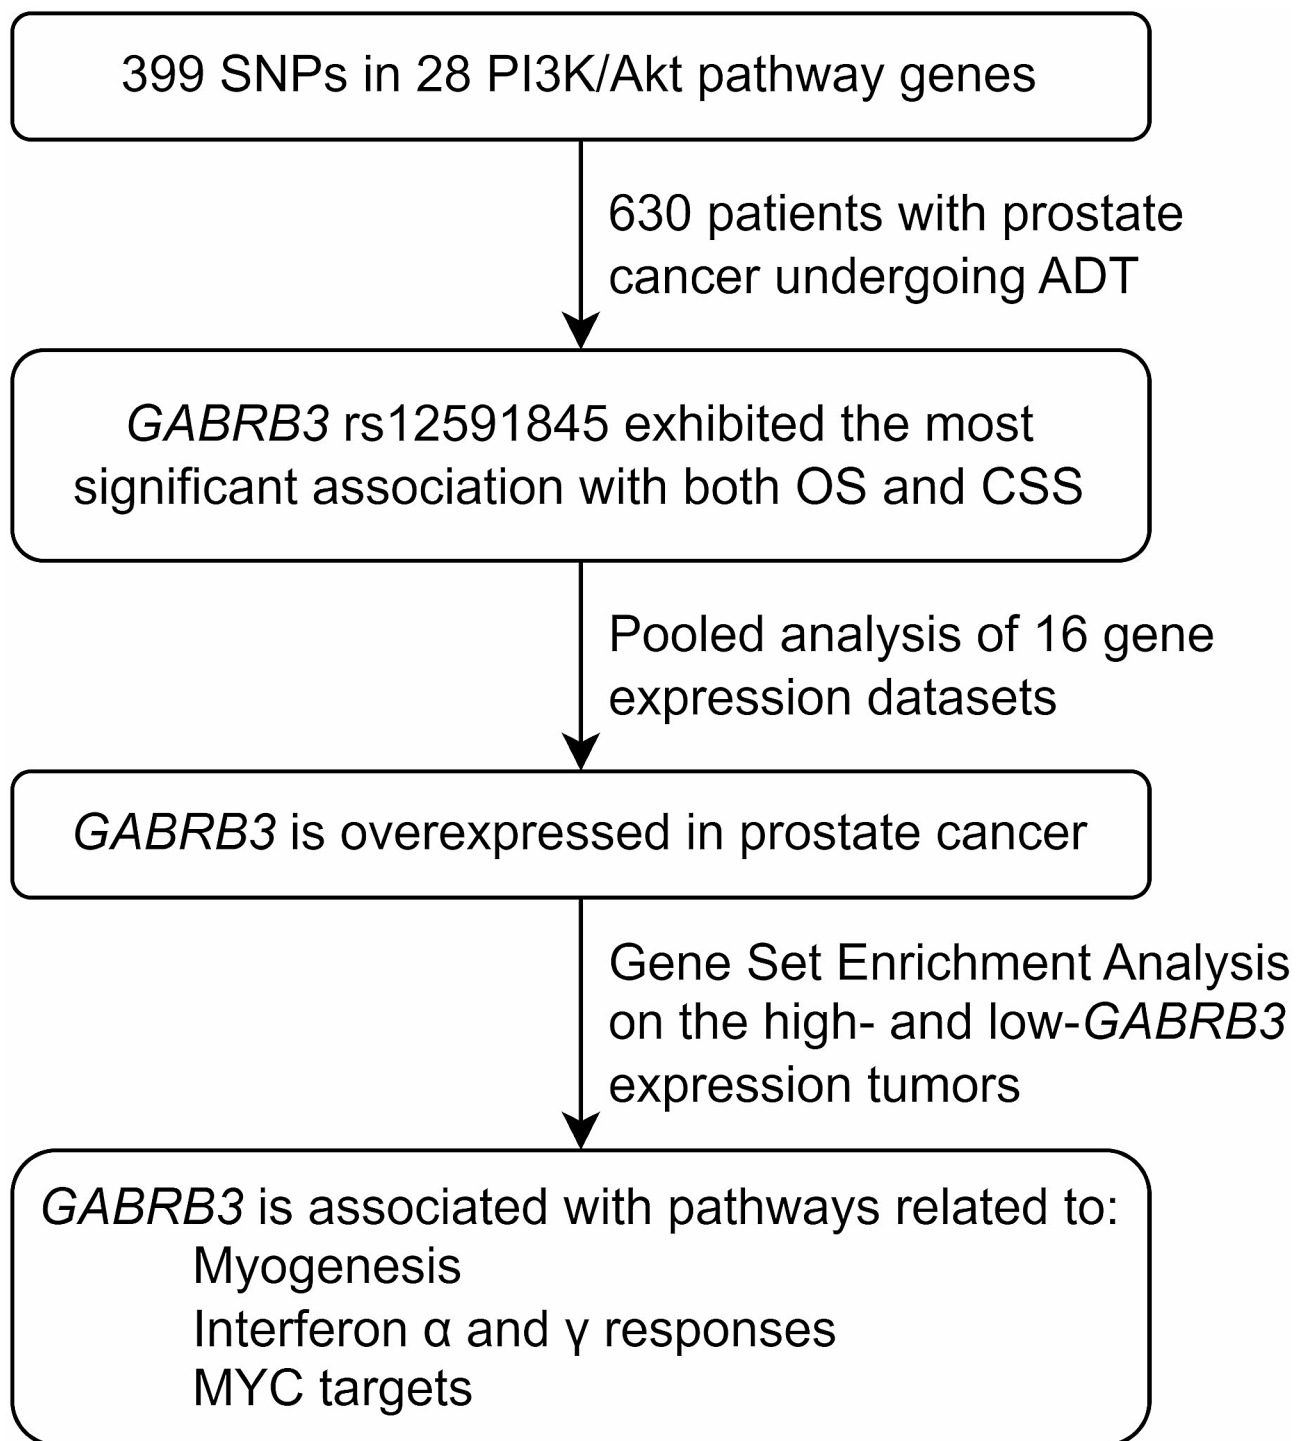 399 SNPs in 28 PI3K/Akt pathway genes
630 patients with prostate
cancer undergoing ADT
GABRB3 rs12591845 exhibited the most
significant association with both OS and CSS
Pooled analysis of 16 gene
expression datasets
GABRB3 is overexpressed in prostate cancer
Gene Set Enrichment Analysis
on the high- and low-GABRB3
expression tumors
GABRB3 is associated with pathways related to:
Myogenesis
Interferon α and γ responses
MYC targets